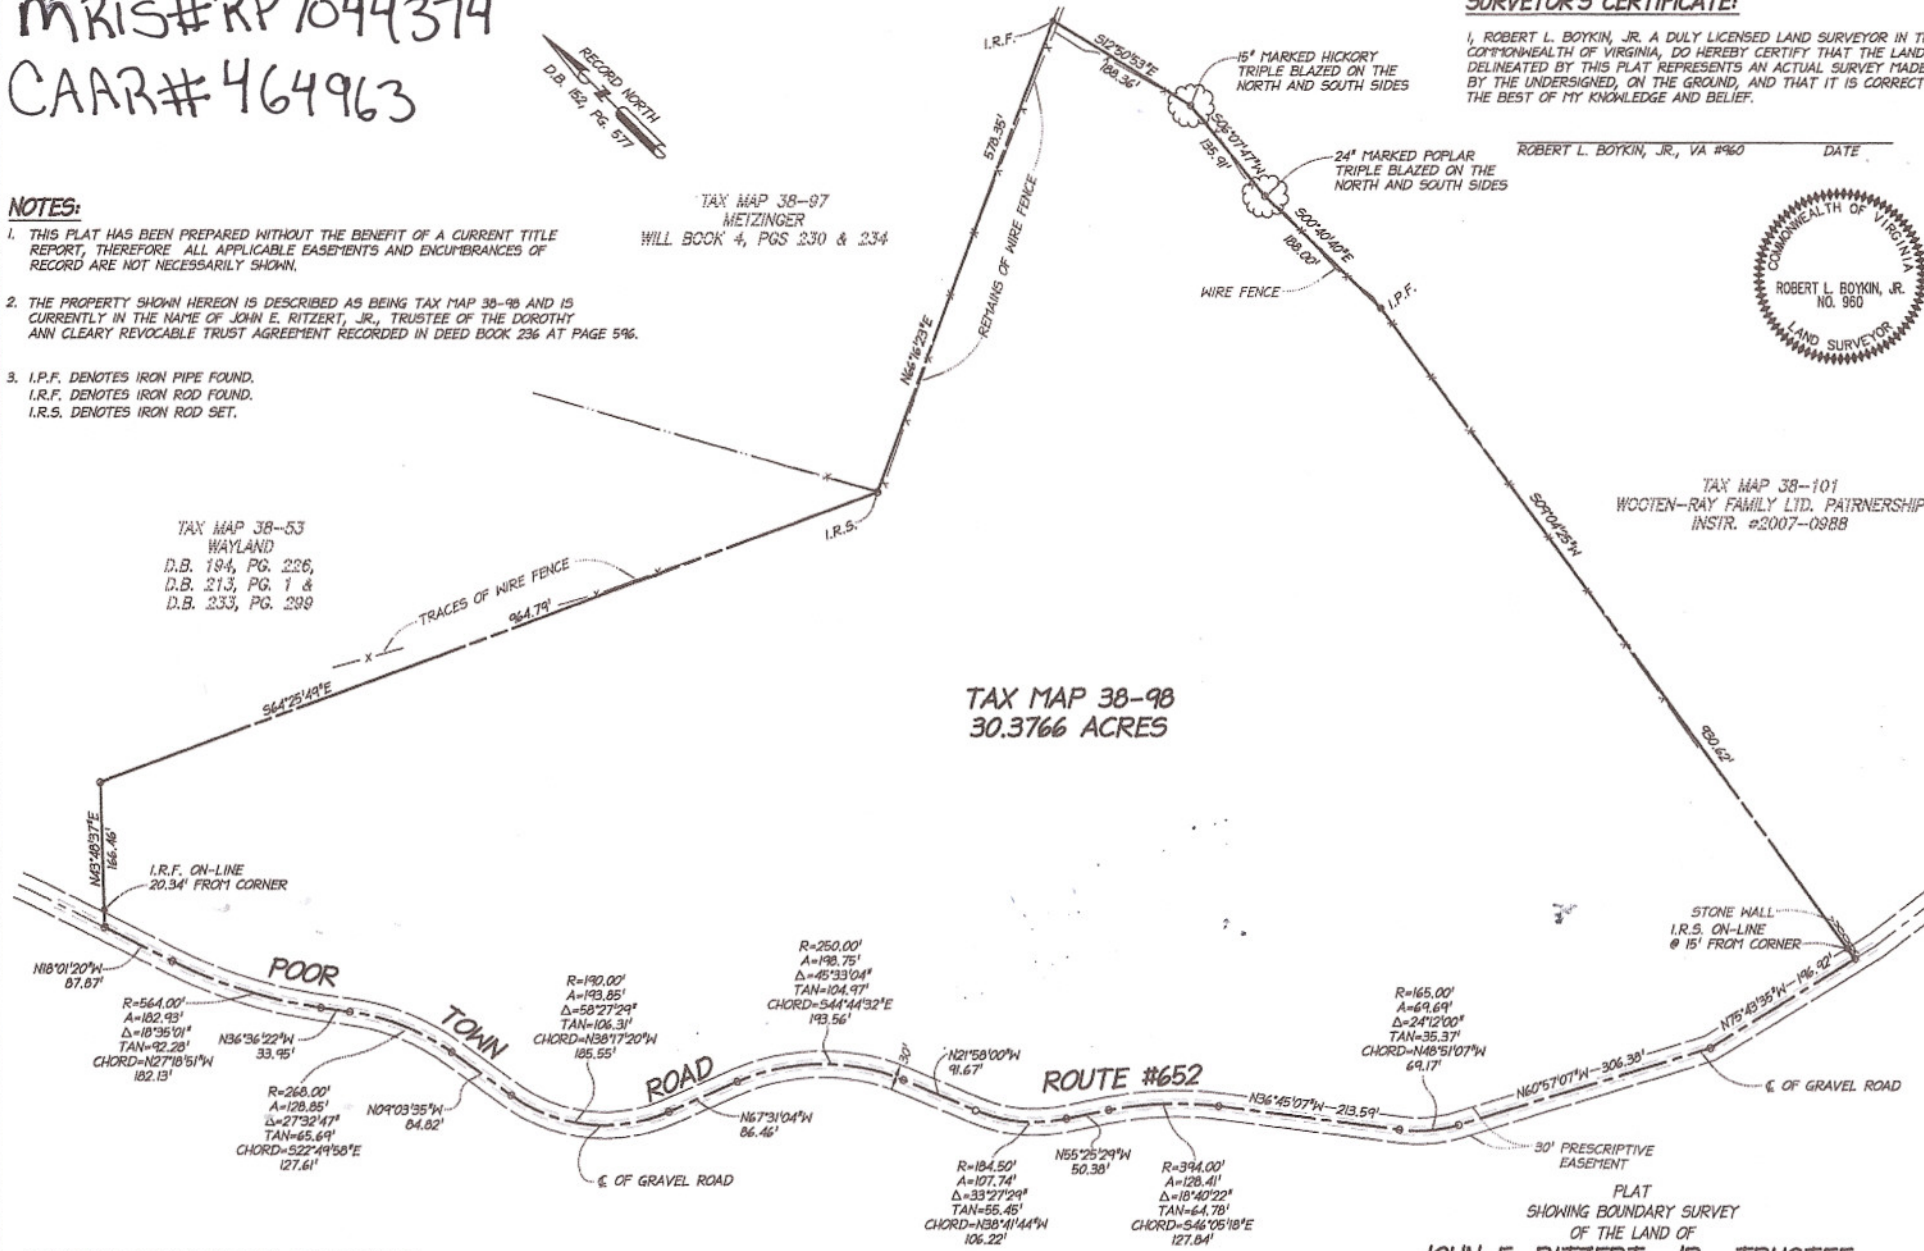 MRIS#RP7044374
CAAR#464963
RECORD NORTH
N
D.B. 152, PG. 577
NOTES:
1. THIS PLAT HAS BEEN PREPARED WITHOUT THE BENEFIT OF A CURRENT TITLE
REPORT, THEREFORE ALL APPLICABLE EASEMENTS AND ENCUMBRANCES OF
RECORD ARE NOT NECESSARILY SHOWN.
2. THE PROPERTY SHOWN HEREON IS DESCRIBED AS BEING TAX MAP 38-98 AND IS
CURRENTLY IN THE NAME OF JOHN E. RITZERT, JR., TRUSTEE OF THE DOROTHY
ANN CLEARY REVOCABLE TRUST AGREEMENT RECORDED IN DEED BOOK 236 AT PAGE 596.
3. I.P.F. DENOTES IRON PIPE FOUND.
I.R.F. DENOTES IRON ROD FOUND.
I.R.S. DENOTES IRON ROD SET.
SURVEYOR'S CERTIFICATE:
I, ROBERT L. BOYKIN, JR. A DULY LICENSED LAND SURVEYOR IN
COMMONWEALTH OF VIRGINIA, DO HEREBY CERTIFY THAT THE LAND
DELINEATED BY THIS PLAT REPRESENTS AN ACTUAL SURVEY MADE
BY THE UNDERSIGNED, ON THE GROUND, AND THAT IT IS CORRECT
THE BEST OF MY KNOWLEDGE AND BELIEF.
ROBERT L. BOYKIN, JR., VA #960 DATE
COMMONWEALTH OF VIRGINIA
ROBERT L. BOYKIN, JR.
NO. 960
LAND SURVEYOR
I.R.F.
S12°50'53"E
188.36'
15" MARKED HICKORY
TRIPLE BLAZED ON THE
NORTH AND SOUTH SIDES
S06°07'47"W
135.91'
24" MARKED POPLAR
TRIPLE BLAZED ON THE
NORTH AND SOUTH SIDES
S00°40'40"E
188.00'
WIRE FENCE
I.P.F.
TAX MAP 38-97
METZINGER
WILL BOOK 4, PGS 230 & 234
578.35'
REMAINS OF WIRE FENCE
N66°16'23"E
I.R.S.
TAX MAP 38-53
WAYLAND
D.B. 194, PG. 226,
D.B. 213, PG. 1 &
D.B. 233, PG. 299
TRACES OF WIRE FENCE
964.79'
S64°25'49"E
TAX MAP 38-101
WOOTEN-RAY FAMILY LTD. PATRNERSHIP
INSTR. #2007-0988
S09°04'25"W
930.62'
TAX MAP 38-98
30.3766 ACRES
N43°48'37"E
166.46'
I.R.F. ON-LINE
20.34' FROM CORNER
STONE WALL
I.R.S. ON-LINE
@ 15' FROM CORNER
N18°01'20"W
87.87'
POOR
TOWN
ROAD
ROUTE #652
R=564.00'
A=182.93'
Δ=18°35'01"
TAN=92.28'
CHORD=N27°18'51"W
182.13'
N36°36'22"W
33.95'
R=268.00'
A=128.85'
Δ=27°32'47"
TAN=65.69'
CHORD=S22°49'58"E
127.61'
N09°03'35"W
84.82'
R=190.00'
A=193.85'
Δ=58°27'29"
TAN=106.31'
CHORD=N38°17'20"W
185.55'
℄ OF GRAVEL ROAD
N67°31'04"W
86.46'
R=250.00'
A=198.75'
Δ=45°33'04"
TAN=104.97'
CHORD=S44°44'32"E
193.56'
30'
N21°58'00"W
91.67'
R=184.50'
A=107.74'
Δ=33°27'29"
TAN=55.45'
CHORD=N38°41'44"W
106.22'
N55°25'29"W
50.38'
R=394.00'
A=128.41'
Δ=18°40'22"
TAN=64.78'
CHORD=S46°05'18"E
127.84'
N36°45'07"W-213.59'
R=165.00'
A=69.69'
Δ=24°12'00"
TAN=35.37'
CHORD=N48°51'07"W
69.17'
N60°57'07"W-306.38'
N75°43'35"W-196.92'
℄ OF GRAVEL ROAD
30' PRESCRIPTIVE
EASEMENT
PLAT
SHOWING BOUNDARY SURVEY
OF THE LAND OF
JOHN E. RITZERT, JR., TRUSTEE